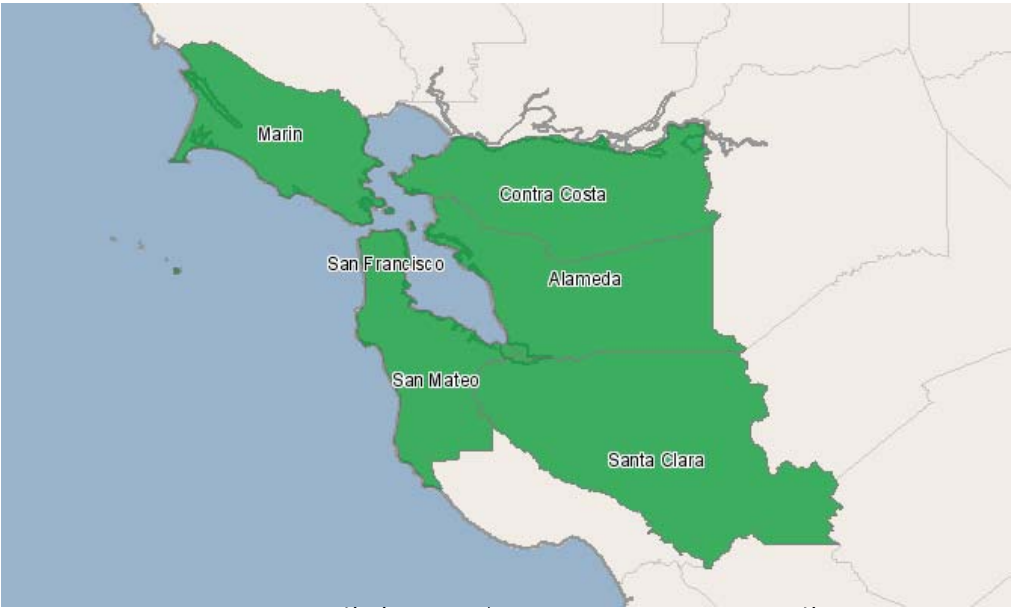 Marin
Contra Costa
San Francisco
Alameda
San Mateo
Santa Clara